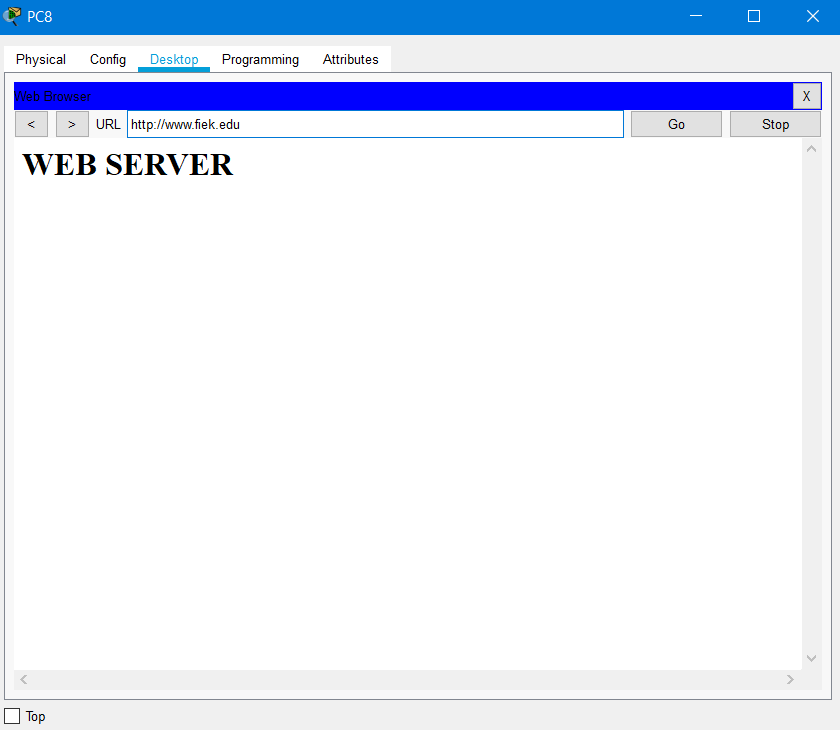 PC8
Physical Config Desktop Programming Attributes
Web Browser X
< > URL http://www.fiek.edu Go Stop
WEB SERVER
Top